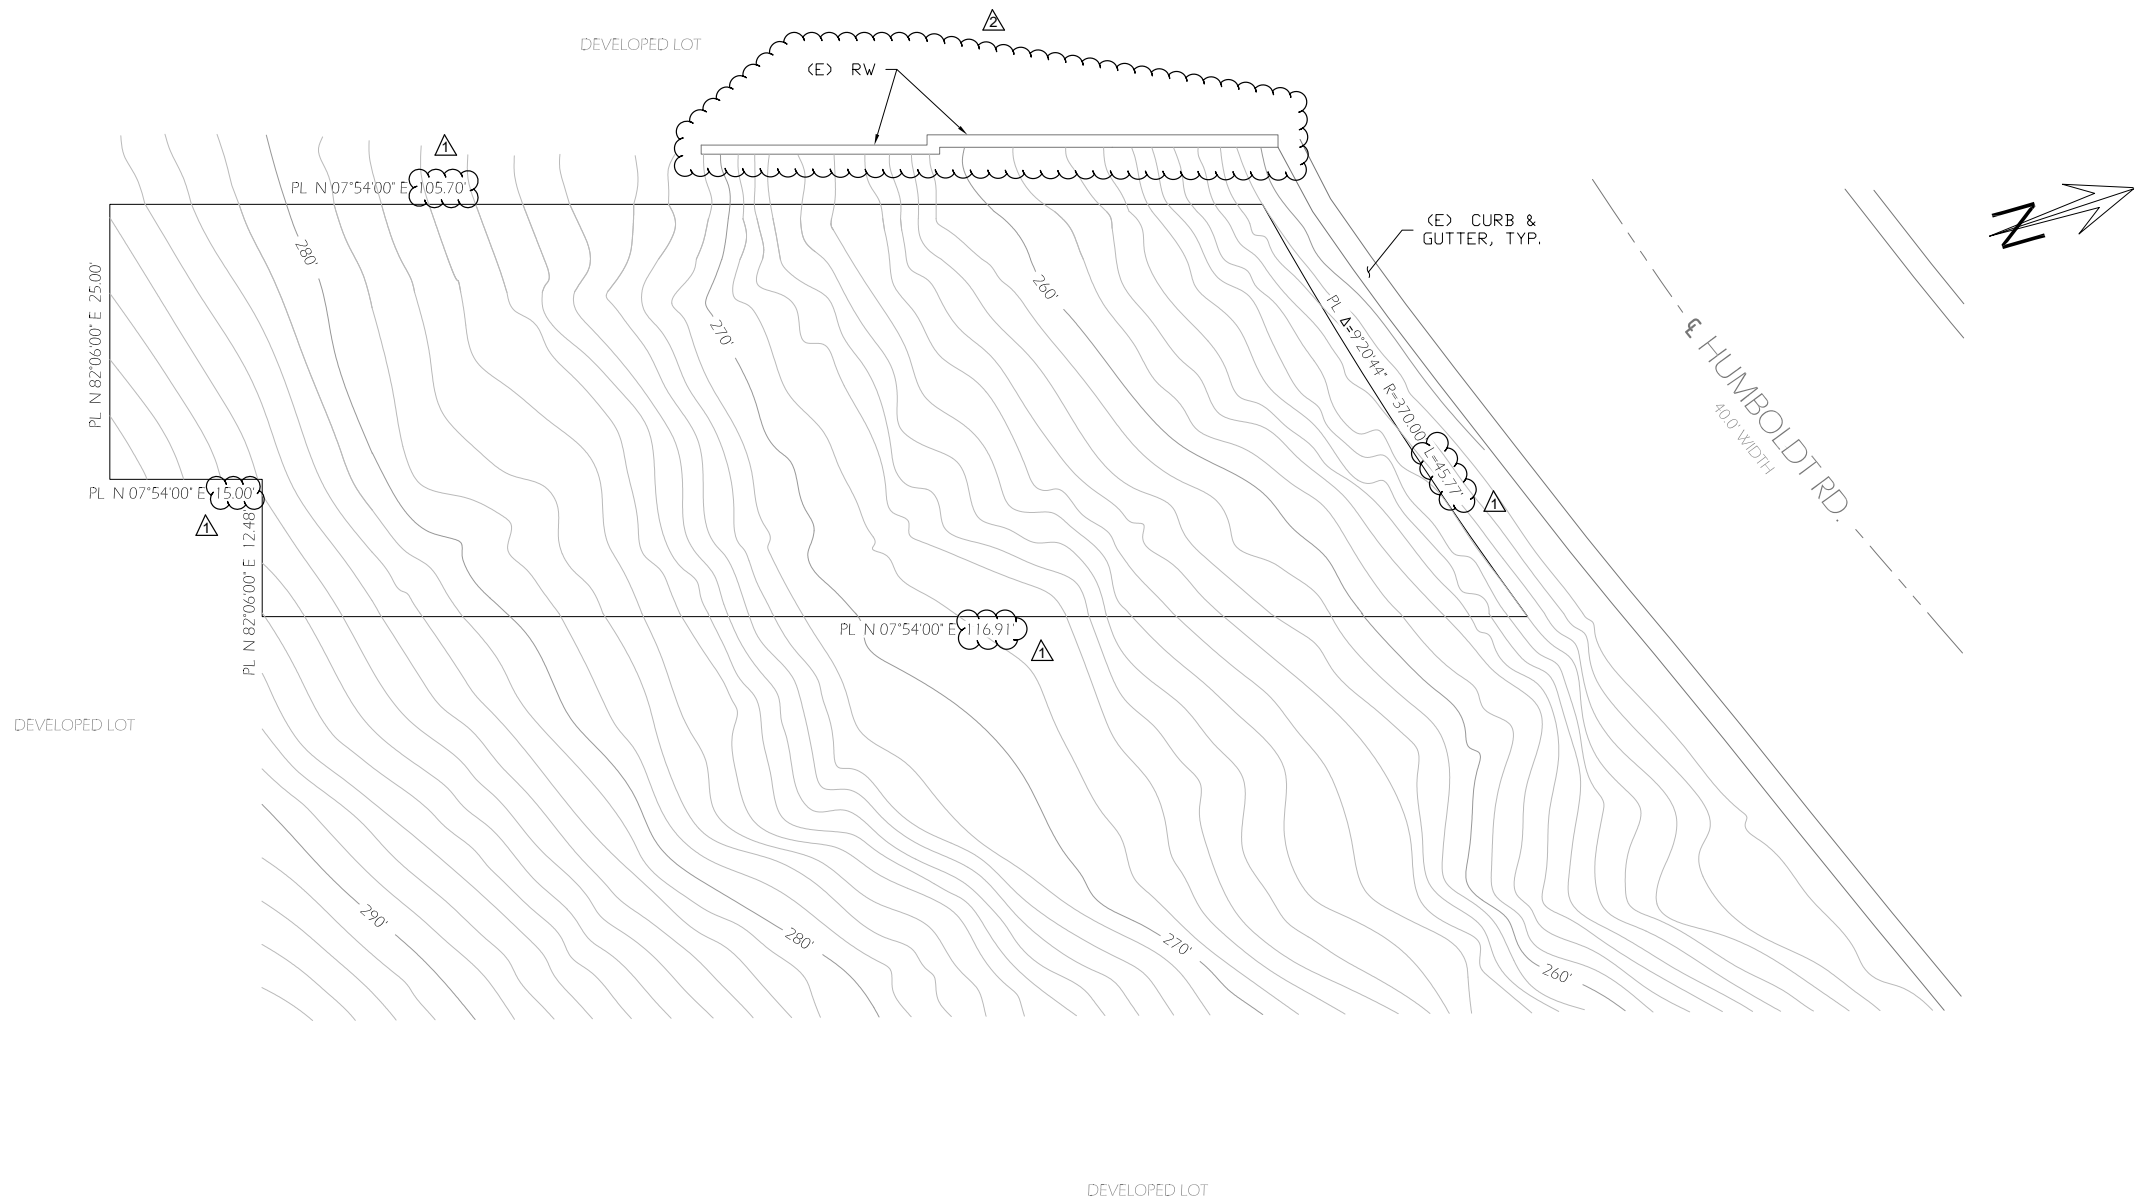 2
DEVELOPED LOT
(E) RW
1
PL N 07°54'00" E 105.70'
N
(E) CURB &
GUTTER, TYP.
280'
PL N 82°06'00" E 25.00'
260'
270'
PL Δ=9°20'44" R=370.00' L=45.77'
1
℄ HUMBOLDT RD.
40.0' WIDTH
PL N 07°54'00" E 15.00'
1
PL N 82°06'00" E 12.48'
PL N 07°54'00" E 116.91'
1
DEVELOPED LOT
290'
280'
270'
260'
DEVELOPED LOT